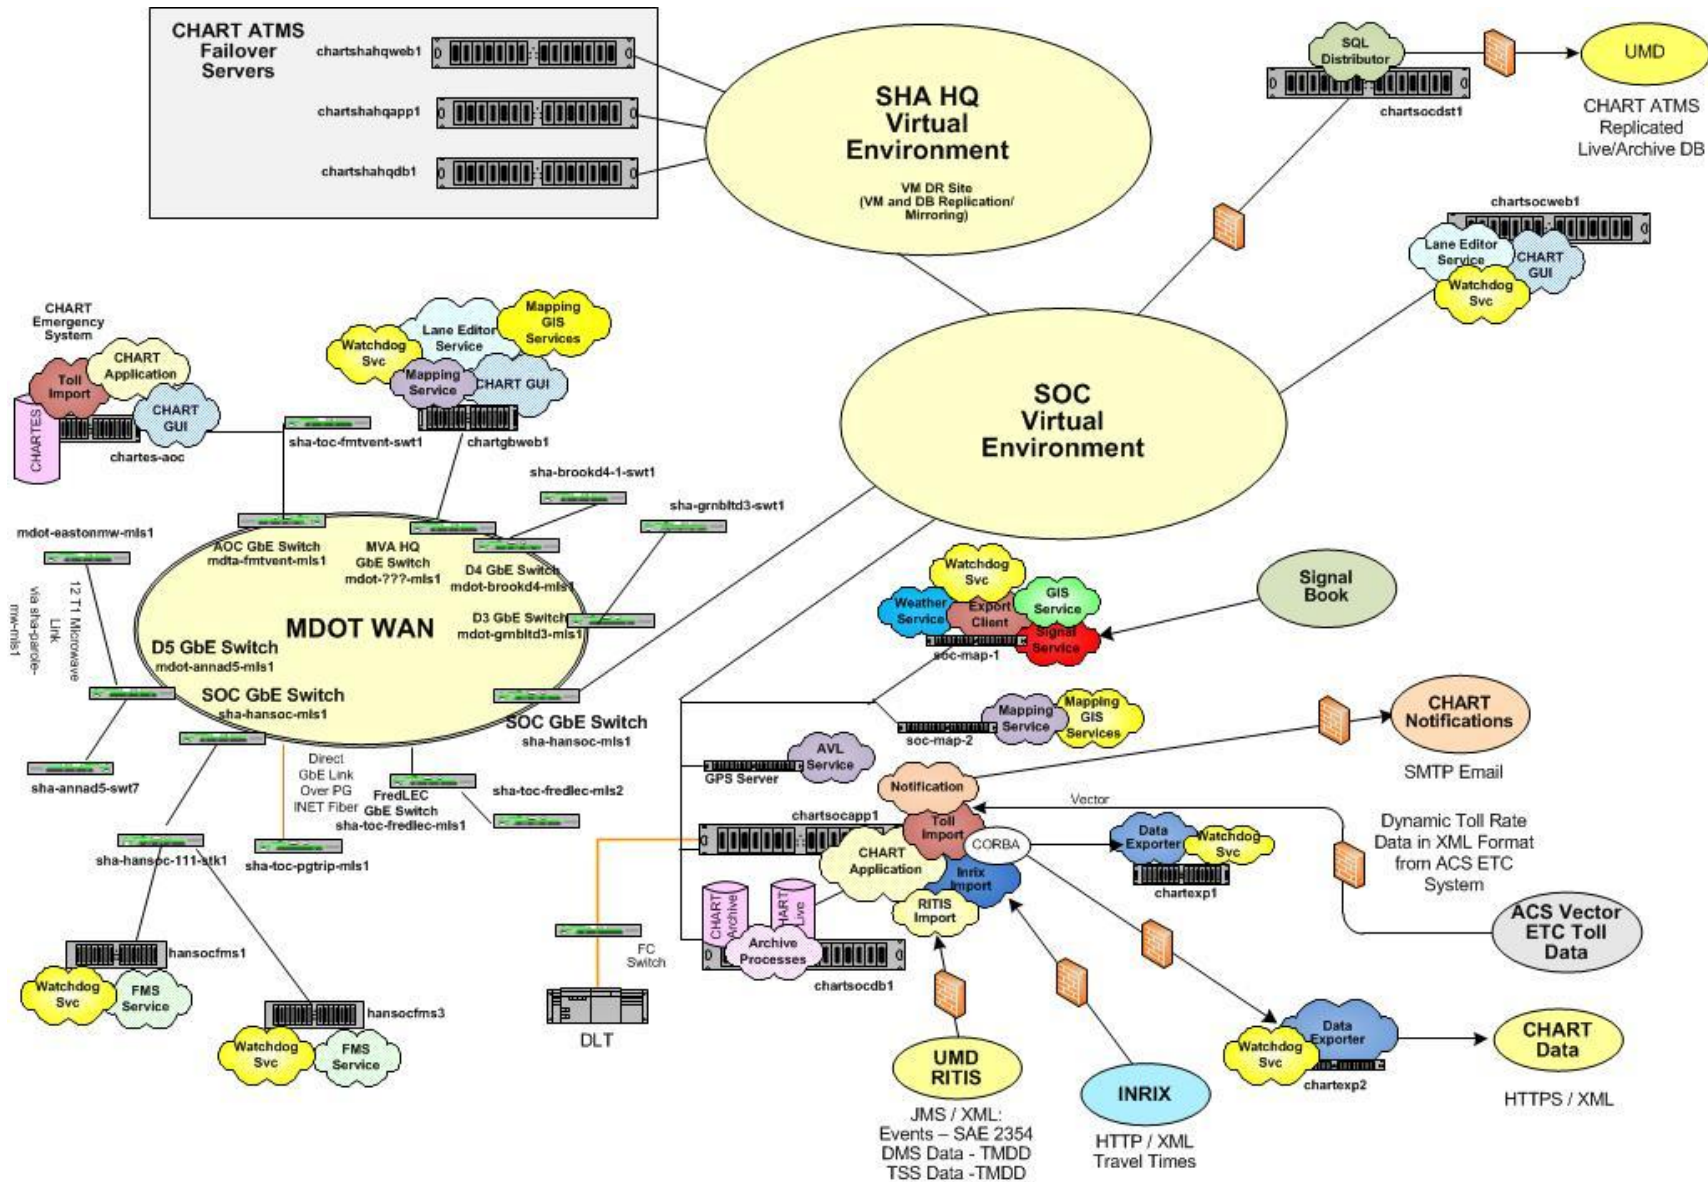 CHART ATMS
Failover
Servers
chartshahqweb1
chartshahqapp1
chartshahqdb1
SHA HQ
Virtual
Environment
VM DR Site
(VM and DB Replication/
Mirroring)
SQL
Distributor
chartsocdst1
UMD
CHART ATMS
Replicated
Live/Archive DB
chartsocweb1
Lane Editor
Service
CHART
GUI
Watchdog
Svc
SOC
Virtual
Environment
CHART
Emergency
System
CHART
Application
Toll
Import
CHART
GUI
CHARTES
chartes-aoc
sha-toc-fmtvent-swt1
Mapping
GIS
Services
Lane Editor
Service
Watchdog
Svc
Mapping
Service
CHART GUI
chartgbweb1
sha-brookd4-1-swt1
sha-grnbltd3-swt1
mdot-eastonmw-mls1
12 T1 Microwave
Link
via sha-parole-
mw-mls1
AOC GbE Switch
mdta-fmtvent-mls1
MVA HQ
GbE Switch
mdot-???-mls1
D4 GbE Switch
mdot-brookd4-mls1
D3 GbE Switch
mdot-grnbltd3-mls1
MDOT WAN
D5 GbE Switch
mdot-annad5-mls1
SOC GbE Switch
sha-hansoc-mls1
SOC GbE Switch
sha-hansoc-mls1
sha-annad5-swt7
Direct
GbE Link
Over PG
INET Fiber
FredLEC
GbE Switch
sha-toc-fredlec-mls1
sha-toc-fredlec-mls2
sha-hansoc-111-stk1
sha-toc-pgtrip-mls1
hansocfms1
Watchdog
Svc
FMS
Service
hansocfms3
Watchdog
Svc
FMS
Service
Watchdog
Svc
Weather
Service
Export
Client
GIS
Service
Signal
Service
soc-map-1
Signal
Book
Mapping
Service
Mapping
GIS
Services
soc-map-2
CHART
Notifications
SMTP Email
AVL
Service
GPS Server
Notification
Vector
chartsocapp1
Toll
Import
CORBA
CHART
Application
Inrix
Import
RITIS
Import
Data
Exporter
Watchdog
Svc
chartexp1
Dynamic Toll Rate
Data in XML Format
from ACS ETC
System
ACS Vector
ETC Toll
Data
CHART
Archive
HART
Live
Archive
Processes
chartsocdb1
FC
Switch
DLT
UMD
RITIS
JMS / XML:
Events – SAE 2354
DMS Data - TMDD
TSS Data -TMDD
INRIX
HTTP / XML
Travel Times
Data
Exporter
Watchdog
Svc
chartexp2
CHART
Data
HTTPS / XML